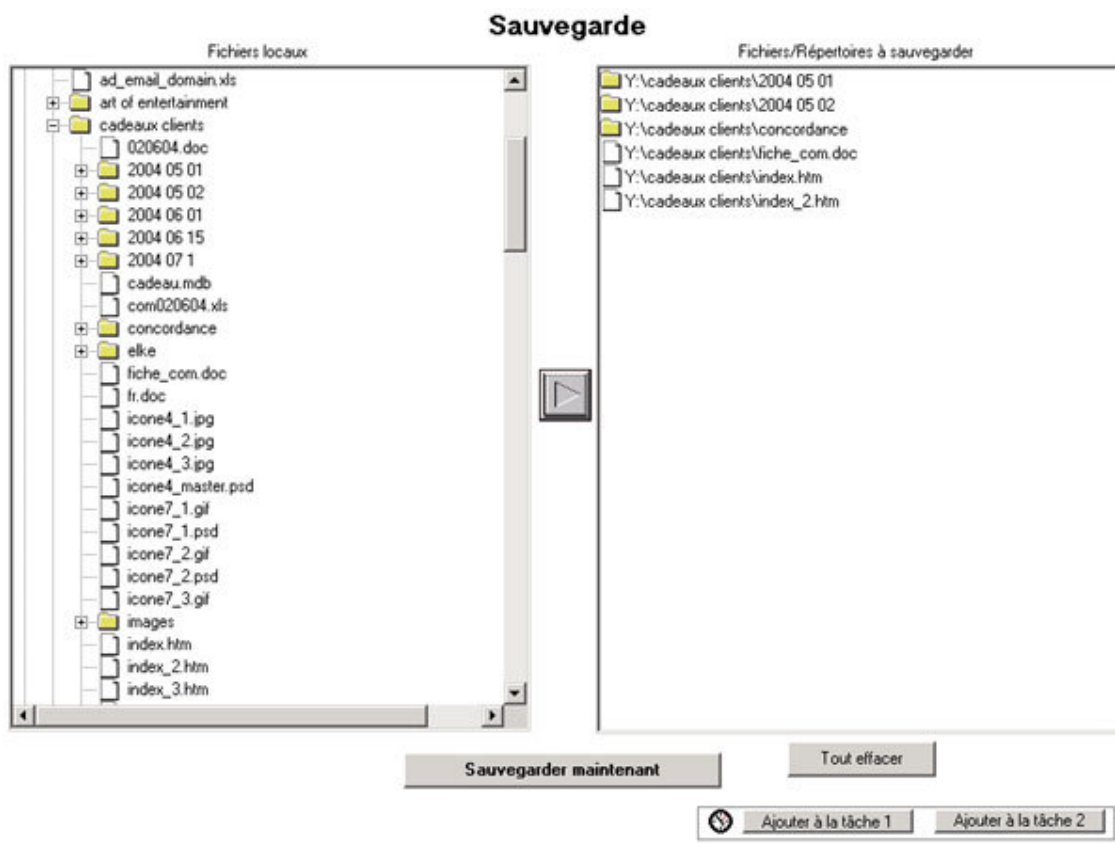 Sauvegarde
Fichiers locaux
ad_email_domain.xls
art of entertainment
cadeaux clients
020604.doc
2004 05 01
2004 05 02
2004 06 01
2004 06 15
2004 07 1
cadeau.mdb
com020604.xls
concordance
elke
fiche_com.doc
fr.doc
icone4_1.jpg
icone4_2.jpg
icone4_3.jpg
icone4_master.psd
icone7_1.gif
icone7_1.psd
icone7_2.gif
icone7_2.psd
icone7_3.gif
images
index.htm
index_2.htm
index_3.htm
Fichiers/Répertoires à sauvegarder
Y:\cadeaux clients\2004 05 01
Y:\cadeaux clients\2004 05 02
Y:\cadeaux clients\concordance
Y:\cadeaux clients\fiche_com.doc
Y:\cadeaux clients\index.htm
Y:\cadeaux clients\index_2.htm
Sauvegarder maintenant
Tout effacer
Ajouter à la tâche 1
Ajouter à la tâche 2